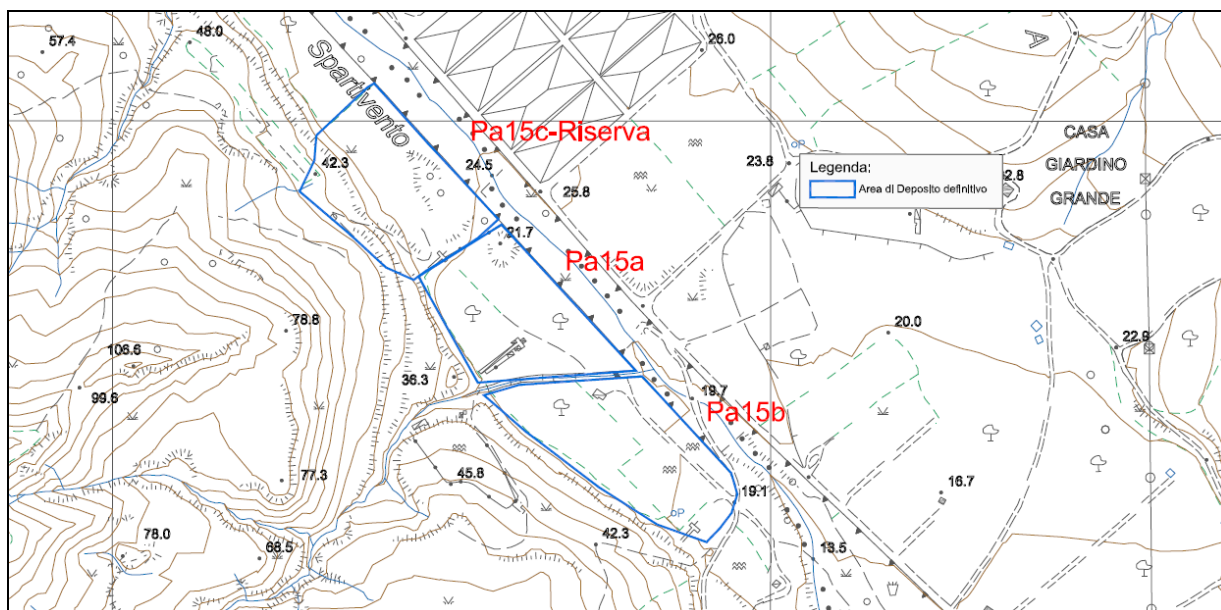 57.4
48.0
Spartivento
26.0
A
Pa15c-Riserva
42.3
24.5
25.8
23.8
P
CASA
GIARDINO
GRANDE
Legenda:
Area di Deposito definitivo
2.8
21.7
Pa15a
78.8
106.6
99.6
36.3
20.0
22.8
19.7
Pa15b
77.3
45.8
19.1
16.7
P
78.0
68.5
42.3
13.5